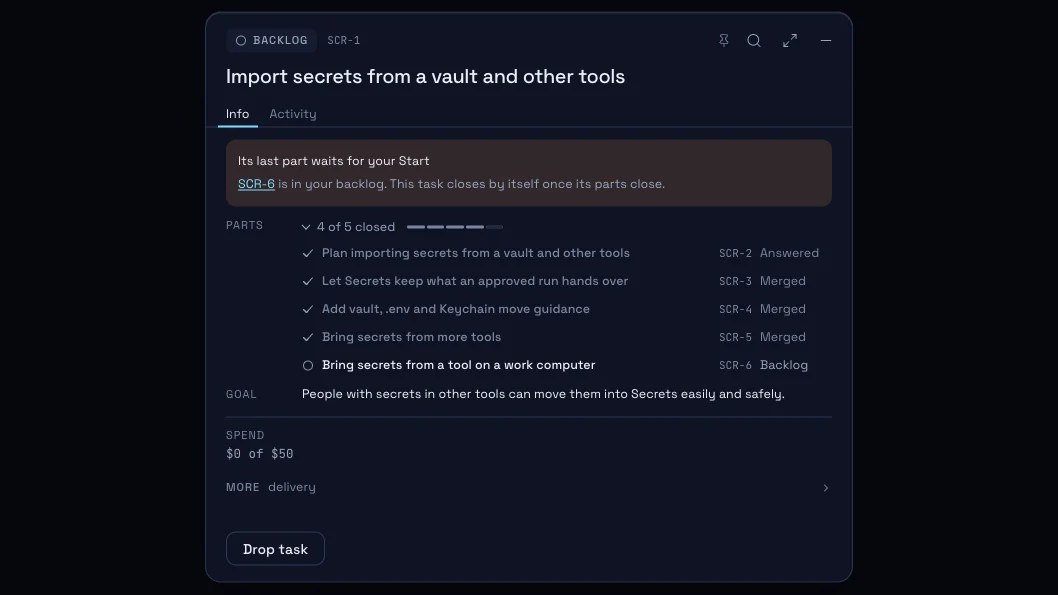 BACKLOG SCR-1
Import secrets from a vault and other tools
Info Activity
Its last part waits for your Start
SCR-6 is in your backlog. This task closes by itself once its parts close.
PARTS 4 of 5 closed
Plan importing secrets from a vault and other tools SCR-2 Answered
Let Secrets keep what an approved run hands over SCR-3 Merged
Add vault, .env and Keychain move guidance SCR-4 Merged
Bring secrets from more tools SCR-5 Merged
Bring secrets from a tool on a work computer SCR-6 Backlog
GOAL People with secrets in other tools can move them into Secrets easily and safely.
SPEND
$0 of $50
MORE delivery
Drop task